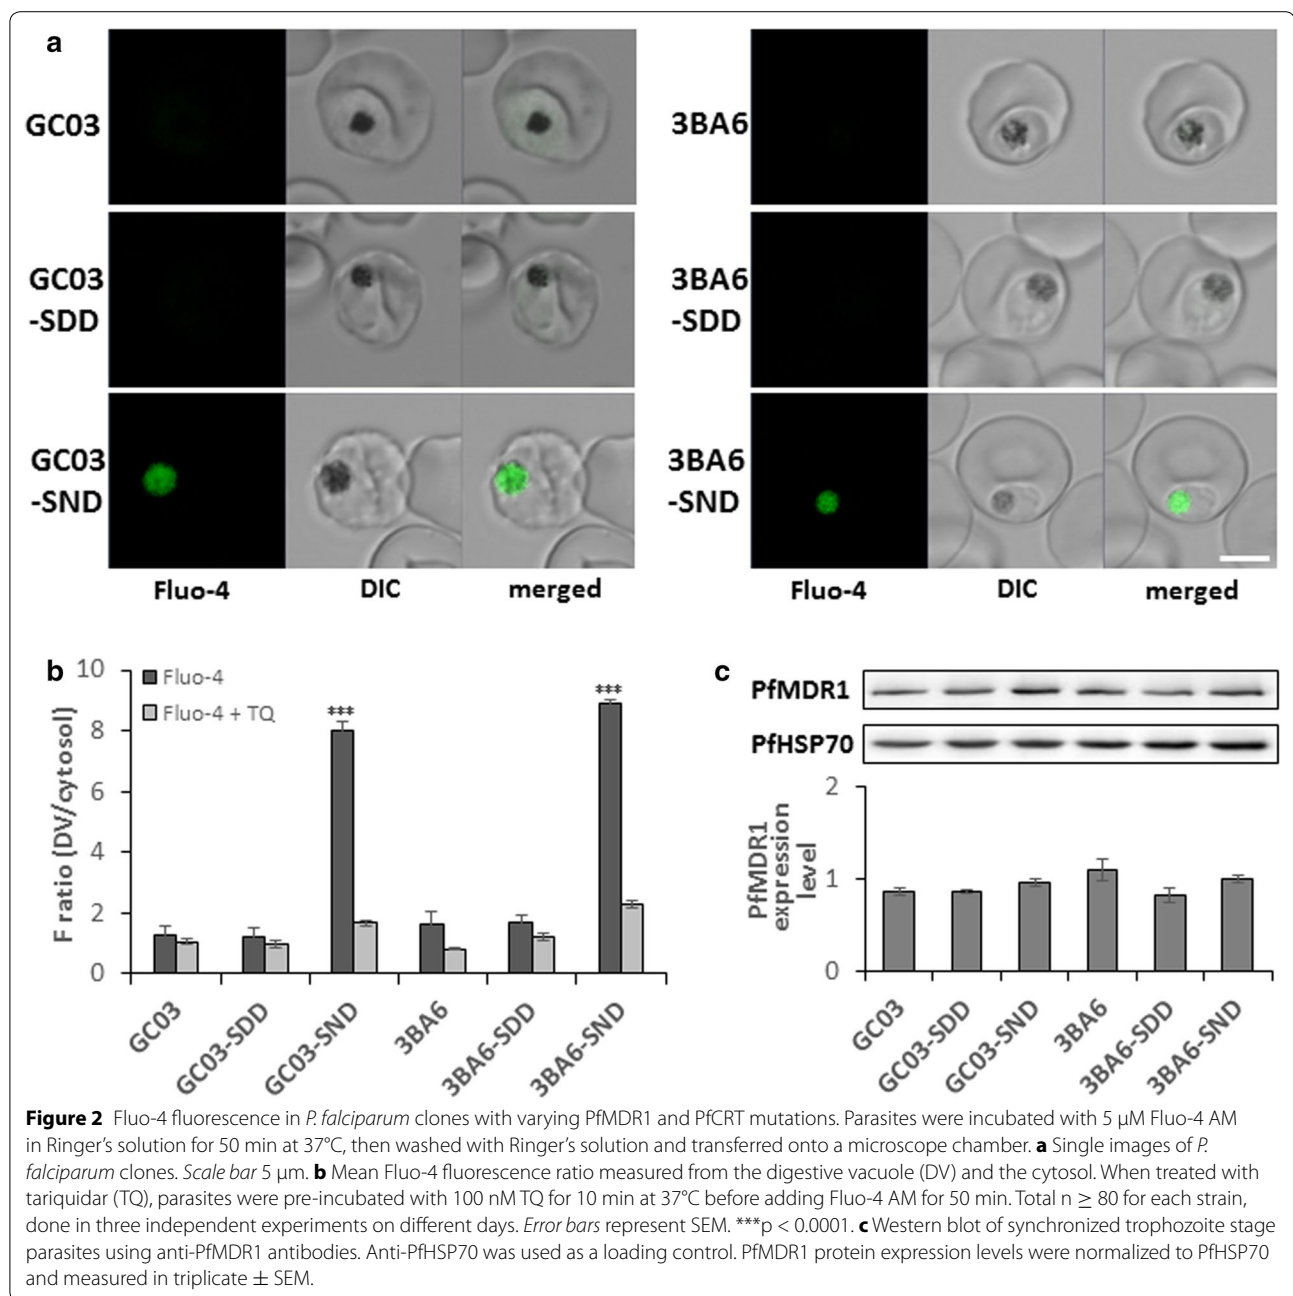 a
GC03
3BA6
GC03
-SDD
3BA6
-SDD
GC03
-SND
3BA6
-SND
Fluo-4 DIC merged
Fluo-4 DIC merged
b
F ratio (DV/cytosol)
10
8
6
4
2
0
Fluo-4
Fluo-4 + TQ
***
***
GC03
GC03-SDD
GC03-SND
3BA6
3BA6-SDD
3BA6-SND
c
PfMDR1
PfHSP70
PfMDR1
expression
level
2
1
0
GC03
GC03-SDD
GC03-SND
3BA6
3BA6-SDD
3BA6-SND
Figure 2 Fluo-4 fluorescence in P. falciparum clones with varying PfMDR1 and PfCRT mutations. Parasites were incubated with 5 µM Fluo-4 AM
in Ringer’s solution for 50 min at 37°C, then washed with Ringer’s solution and transferred onto a microscope chamber. a Single images of P.
falciparum clones. Scale bar 5 µm. b Mean Fluo-4 fluorescence ratio measured from the digestive vacuole (DV) and the cytosol. When treated with
tariquidar (TQ), parasites were pre-incubated with 100 nM TQ for 10 min at 37°C before adding Fluo-4 AM for 50 min. Total n ≥ 80 for each strain,
done in three independent experiments on different days. Error bars represent SEM. ***p < 0.0001. c Western blot of synchronized trophozoite stage
parasites using anti-PfMDR1 antibodies. Anti-PfHSP70 was used as a loading control. PfMDR1 protein expression levels were normalized to PfHSP70
and measured in triplicate ± SEM.